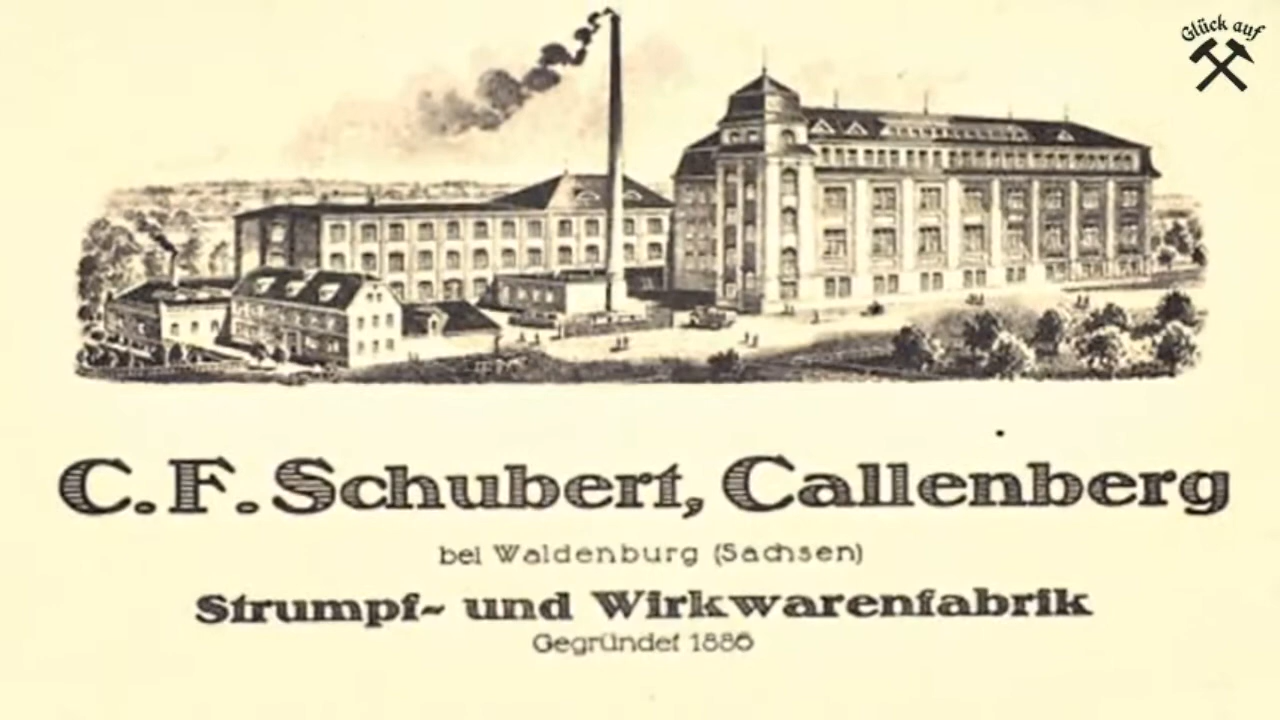 Glück auf
C. F. Schubert, Callenberg
bei Waldenburg (Sachsen)
Strumpf- und Wirkwarenfabrik
Gegründet 1886